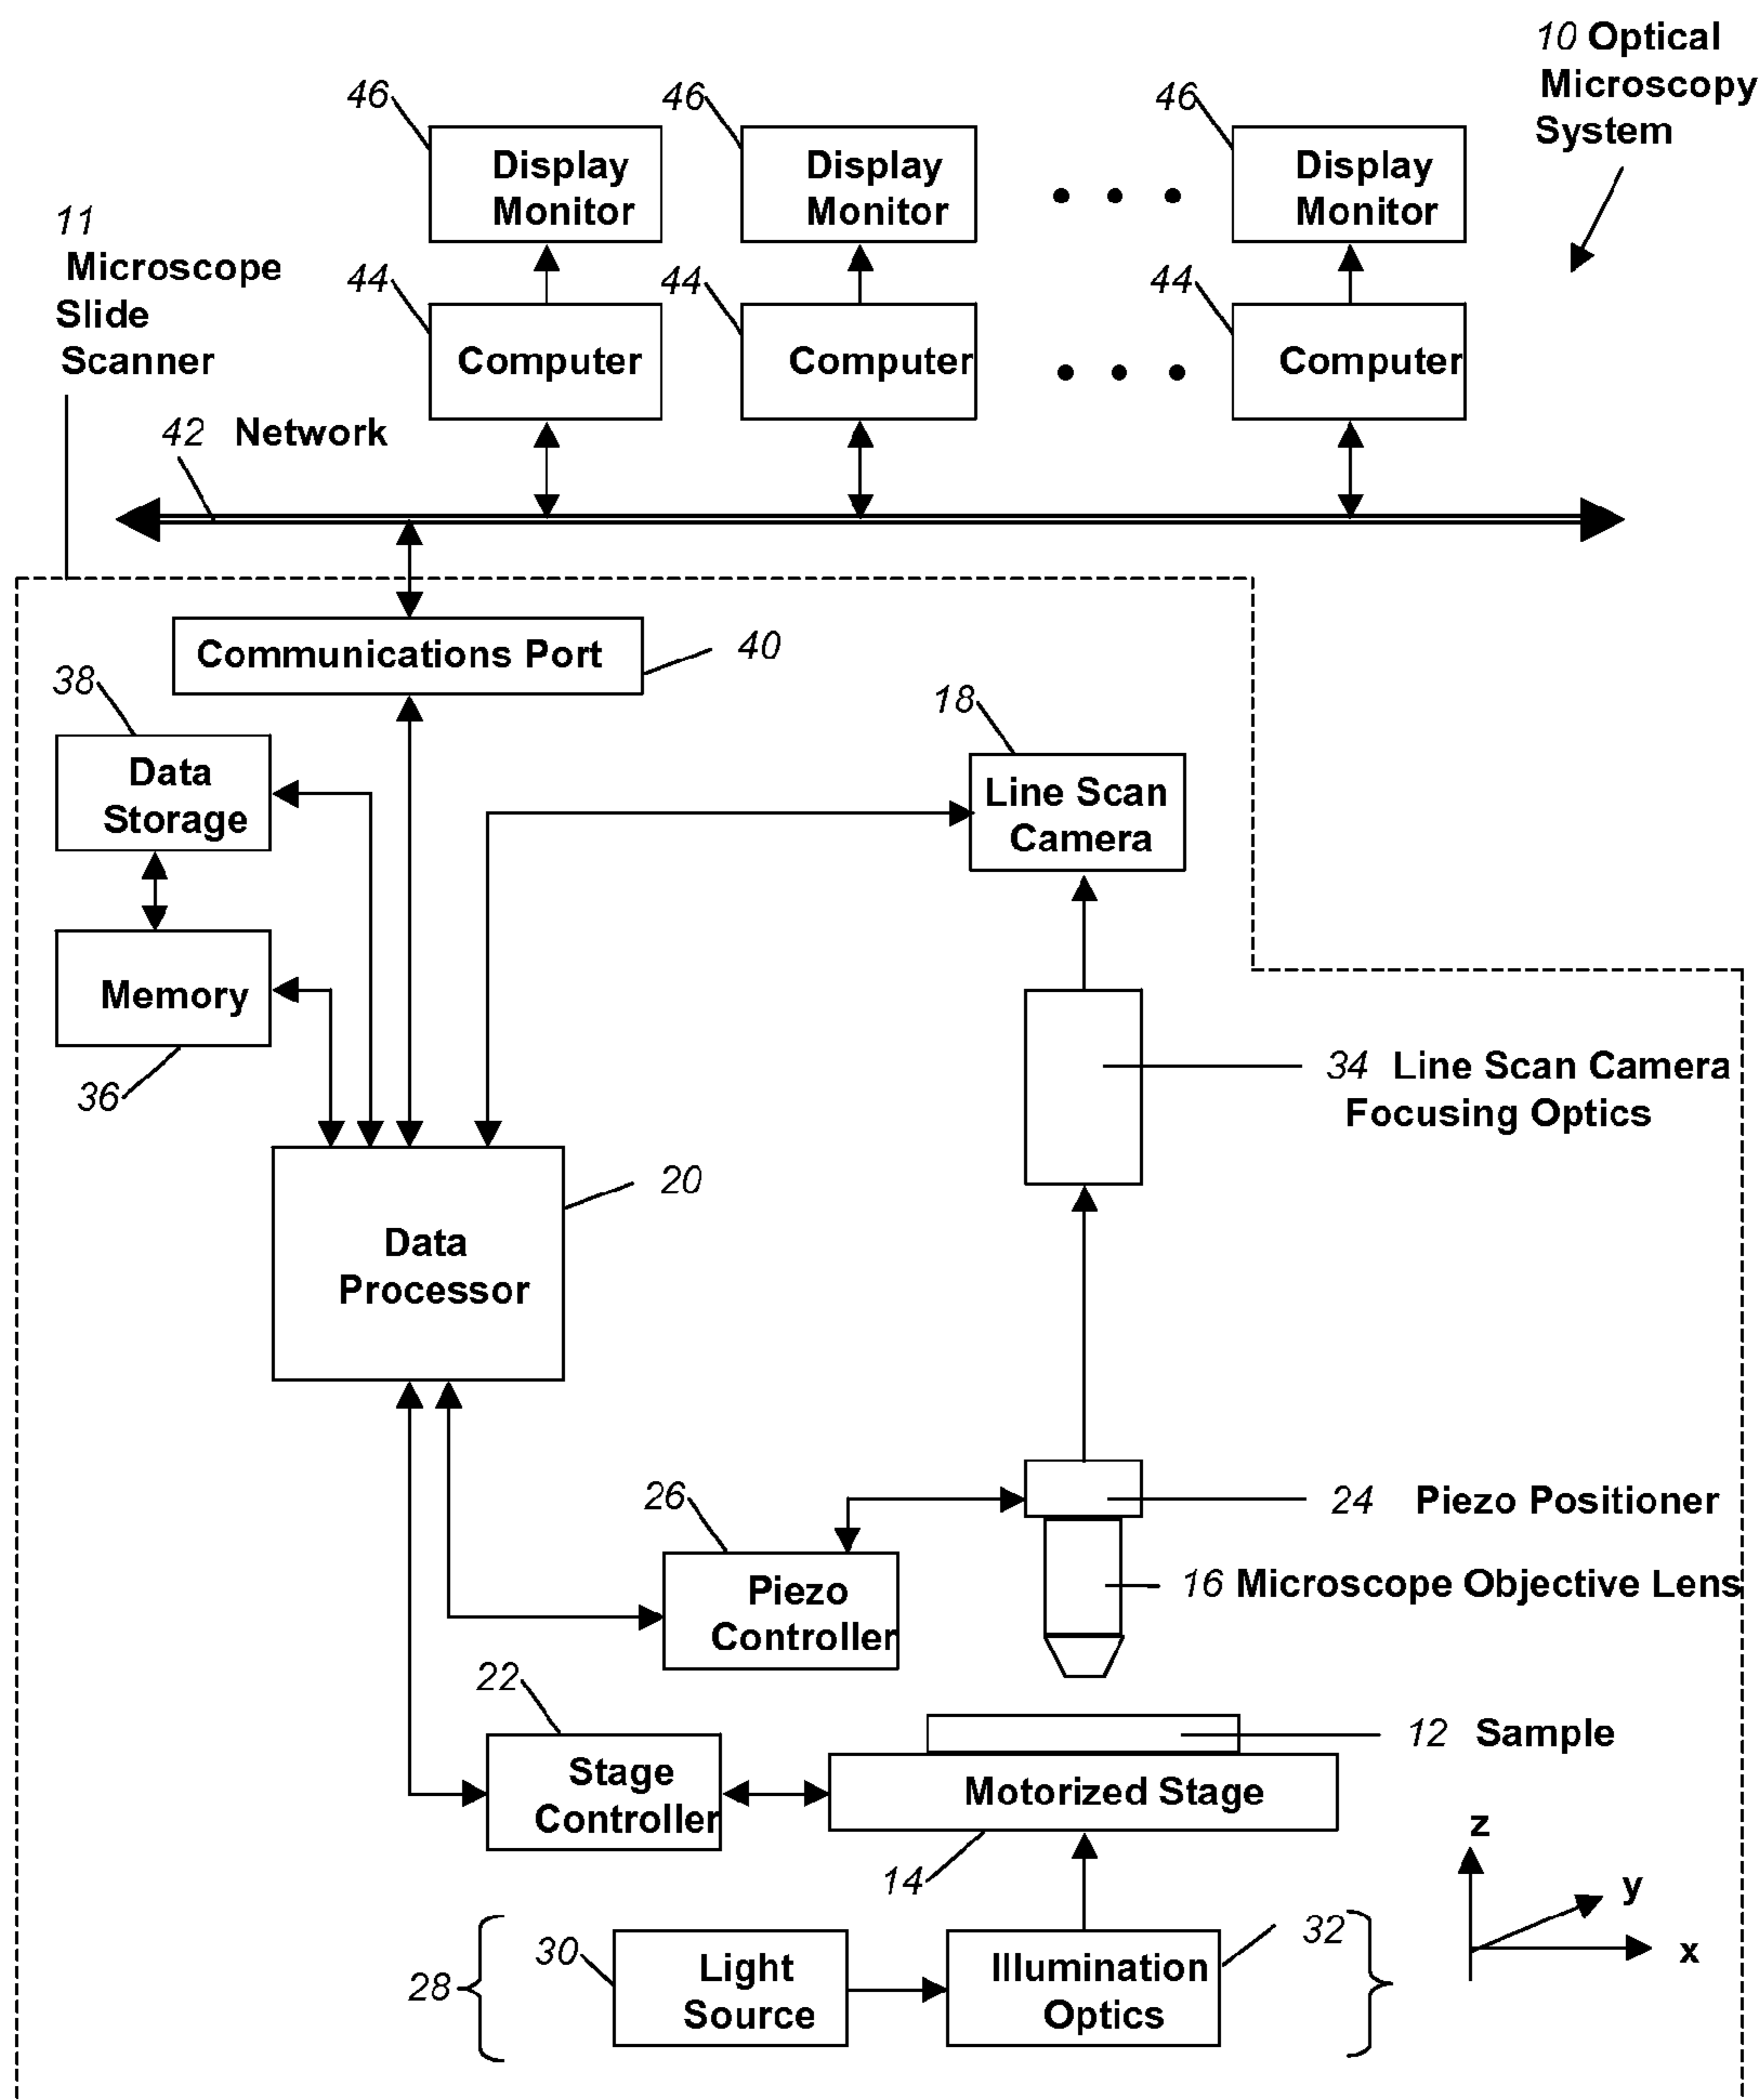 10 Optical
Microscopy
System
46
46
46
Display
Monitor
Display
Monitor
Display
Monitor
11
Microscope
Slide
Scanner
44
44
44
Computer
Computer
Computer
42 Network
Communications Port
40
38
Data
Storage
18
Line Scan
Camera
Memory
36
34 Line Scan Camera
Focusing Optics
20
Data
Processor
26
24 Piezo Positioner
Piezo
Controller
16 Microscope Objective Lens
22
12 Sample
Stage
Controller
Motorized Stage
14
z
y
x
28
30
Light
Source
Illumination
Optics
32